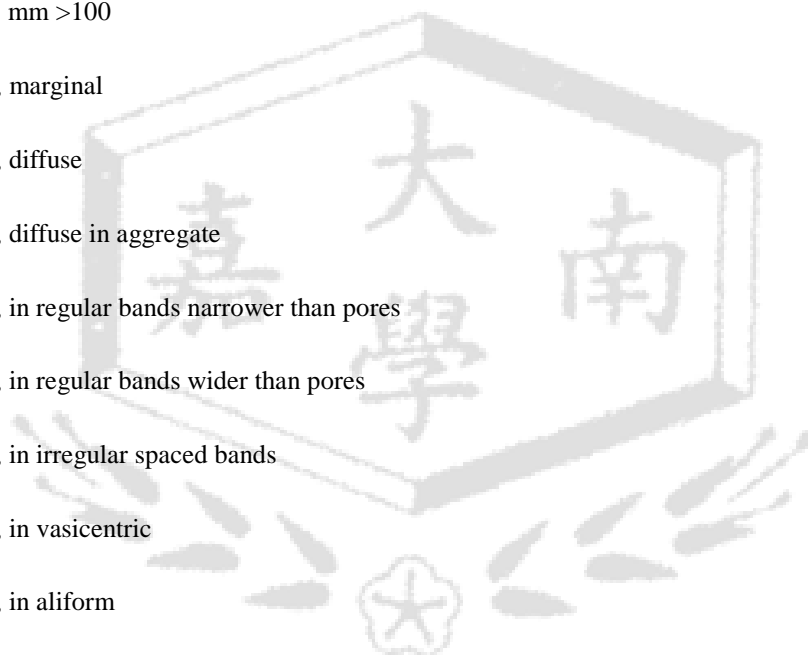 mm >100
, marginal
, diffuse
, diffuse in aggregate
, in regular bands narrower than pores
, in regular bands wider than pores
, in irregular spaced bands
, in vasicentric
, in aliform
大
嘉 南
學